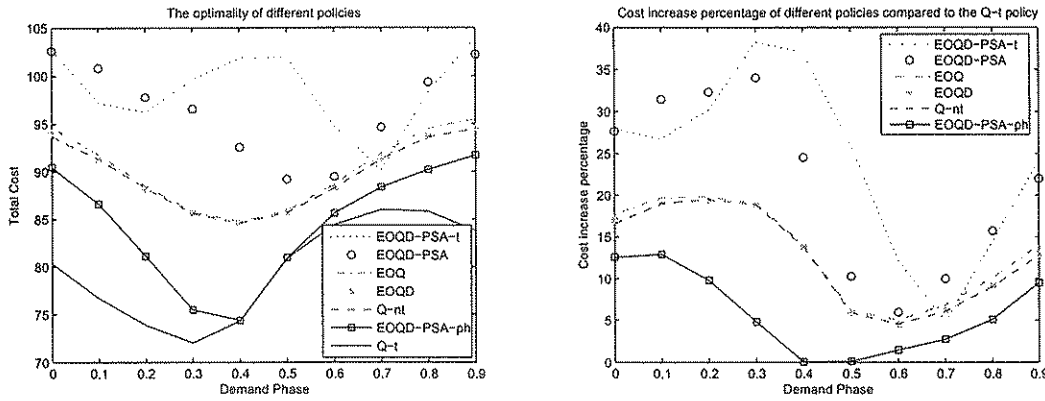 The optimality of different policies
105
100
95
90
85
80
75
70
Total Cost
EOQD-PSA-t
EOQD-PSA
EOQ
EOQD
Q-nt
EOQD-PSA-ph
Q-t
0 0.1 0.2 0.3 0.4 0.5 0.6 0.7 0.8 0.9
Demand Phase
Cost increase percentage of different policies compared to the Q-t policy
40
35
30
25
20
15
10
5
0
Cost increase percentage
EOQD-PSA-t
EOQD-PSA
EOQ
EOQD
Q-nt
EOQD-PSA-ph
0 0.1 0.2 0.3 0.4 0.5 0.6 0.7 0.8 0.9
Demand Phase